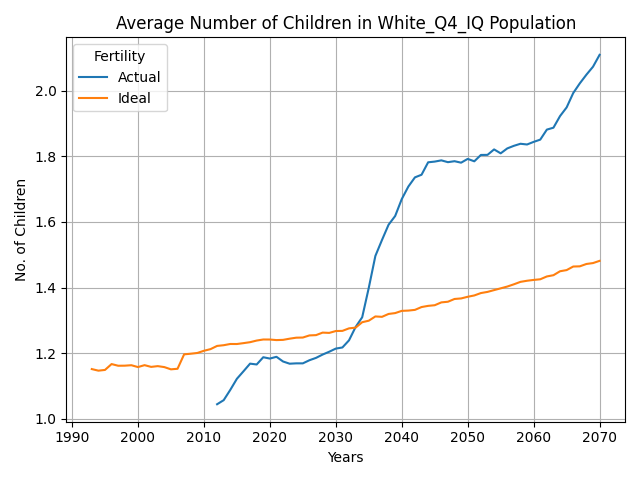 Average Number of Children in White_Q4_IQ Population
Fertility
Actual
Ideal
No. of Children
2.0
1.8
1.6
1.4
1.2
1.0
1990 2000 2010 2020 2030 2040 2050 2060 2070
Years